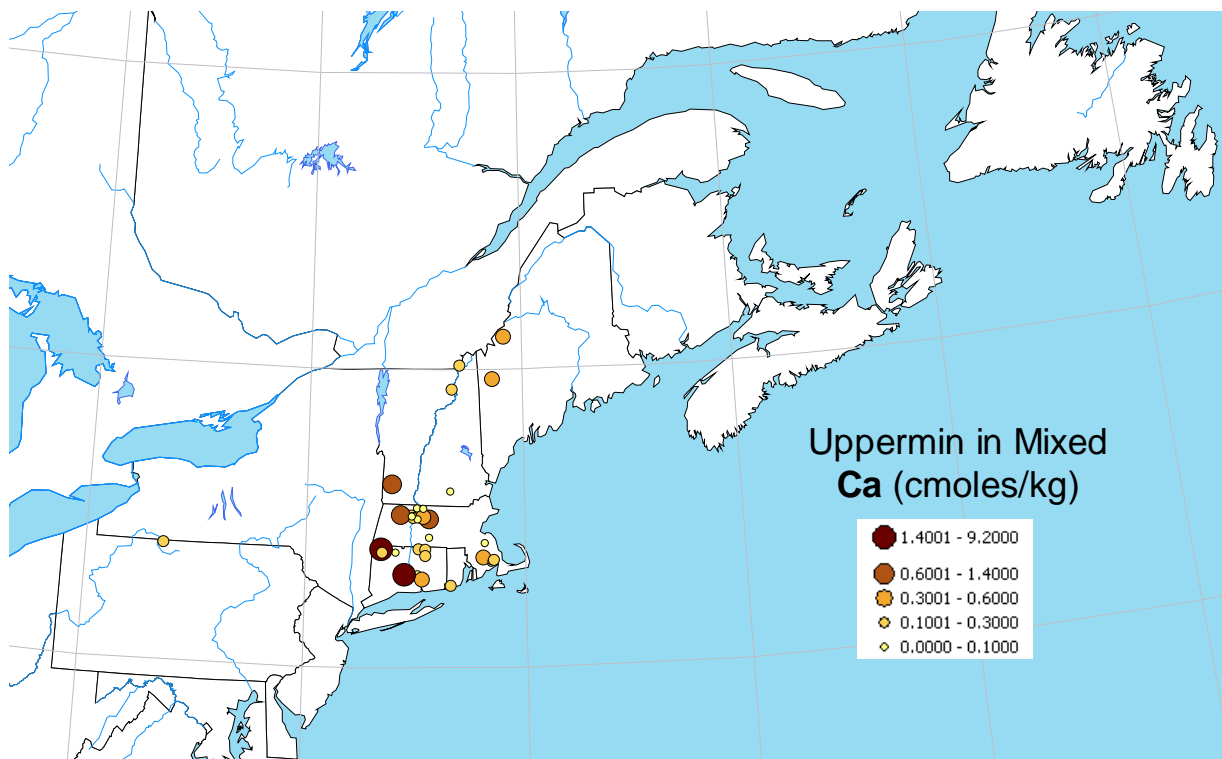 Uppermin in Mixed
Ca (cmoles/kg)
1.4001 - 9.2000
0.6001 - 1.4000
0.3001 - 0.6000
0.1001 - 0.3000
0.0000 - 0.1000